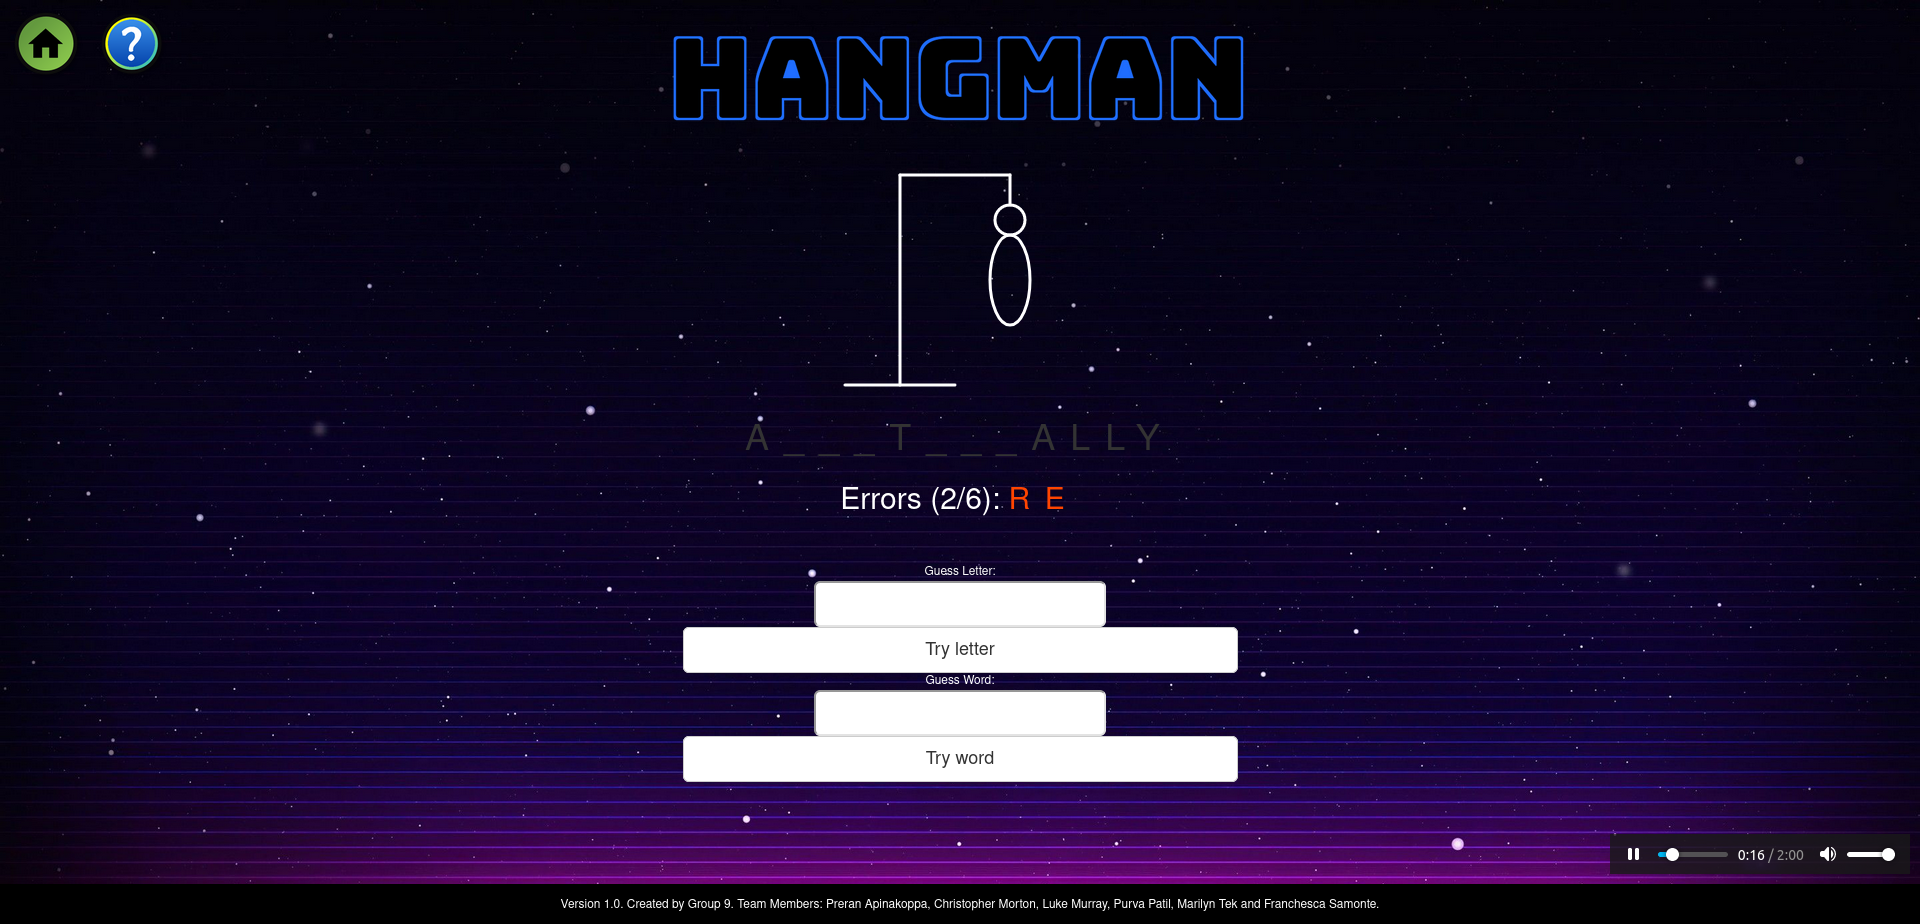 HANGMAN
A _ _ _ T _ _ _ A L L Y
Errors (2/6): R E
Guess Letter:
Try letter
Guess Word:
Try word
0:16 / 2:00
Version 1.0. Created by Group 9. Team Members: Preran Apinakoppa, Christopher Morton, Luke Murray, Purva Patil, Marilyn Tek and Franchesca Samonte.